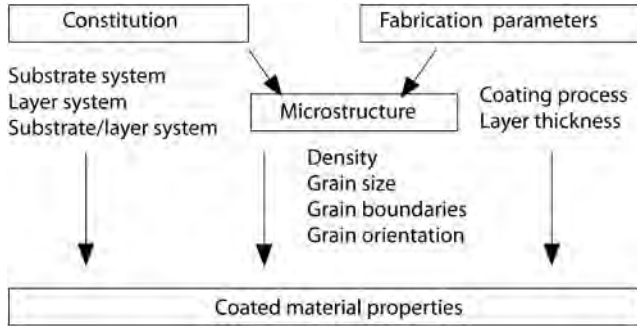 Constitution
Fabrication parameters
Substrate system
Layer system
Substrate/layer system
Microstructure
Coating process
Layer thickness
Density
Grain size
Grain boundaries
Grain orientation
Coated material properties